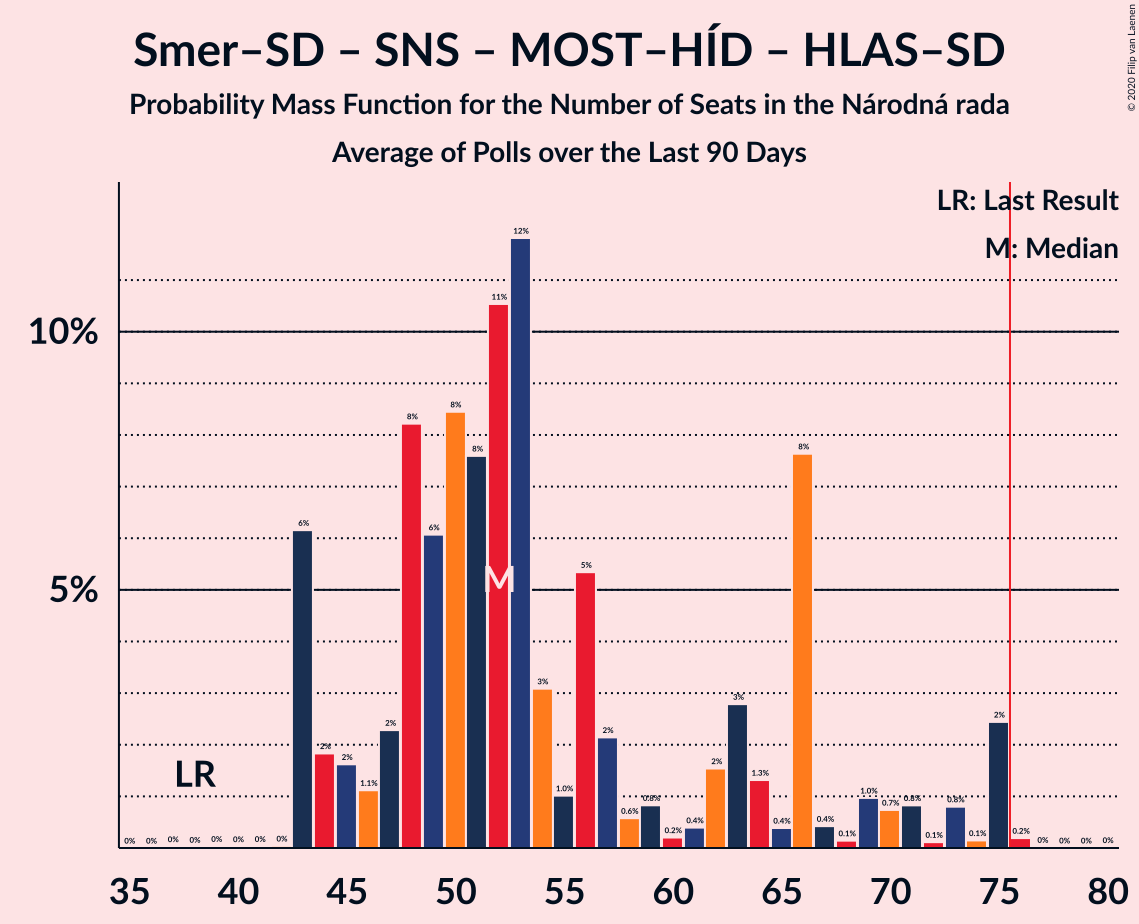 Smer–SD – SNS – MOST–HÍD – HLAS–SD
Probability Mass Function for the Number of Seats in the Národná rada
Average of Polls over the Last 90 Days
© 2020 Filip van Laenen
LR: Last Result
M: Median
10%
5%
LR
M
0% 0% 0% 0% 0% 0% 0% 0% 6% 2% 2% 1.1% 2% 8% 6% 8% 8% 11% 12% 3% 1.0% 5% 2% 0.6% 0.8% 0.2% 0.4% 2% 3% 1.3% 0.4% 8% 0.4% 0.1% 1.0% 0.7% 0.8% 0.1% 0.8% 0.1% 2% 0.2% 0% 0% 0% 0%
35 40 45 50 55 60 65 70 75 80